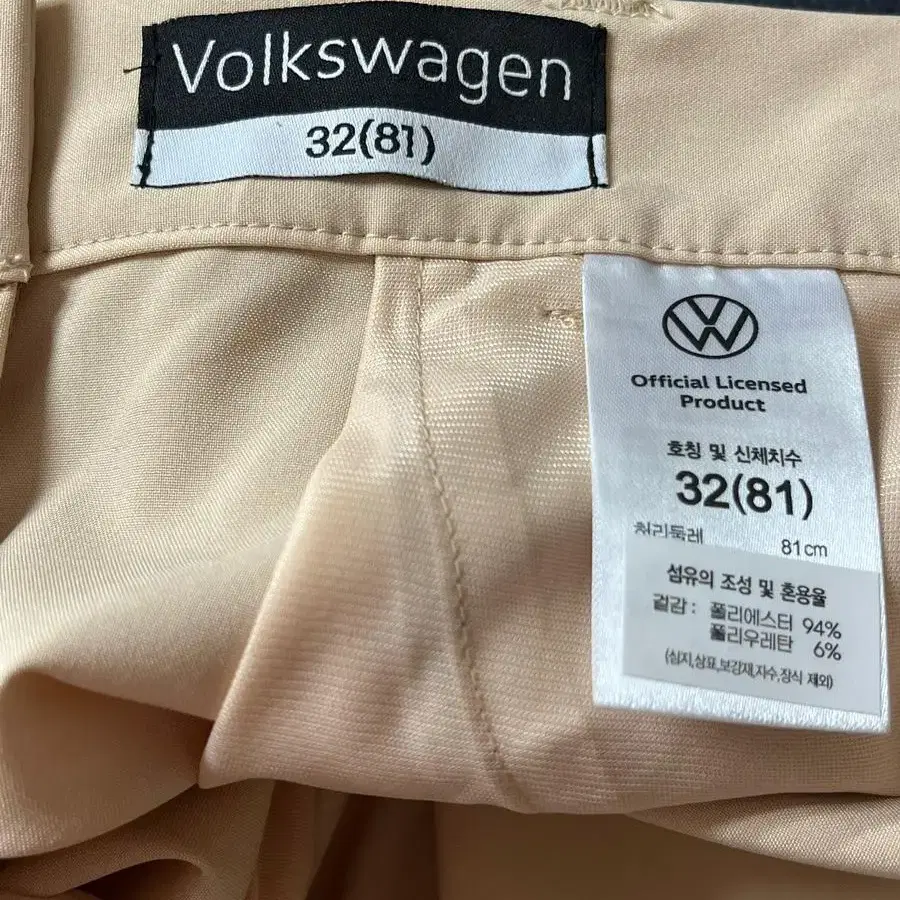 Volkswagen
32(81)
Official Licensed
Product
호칭 및 신체치수
32(81)
허리둘레 81cm
섬유의 조성 및 혼용율
겉감 : 폴리에스터 94%
폴리우레탄 6%
(심지,상표,보강재,자수,장식 제외)